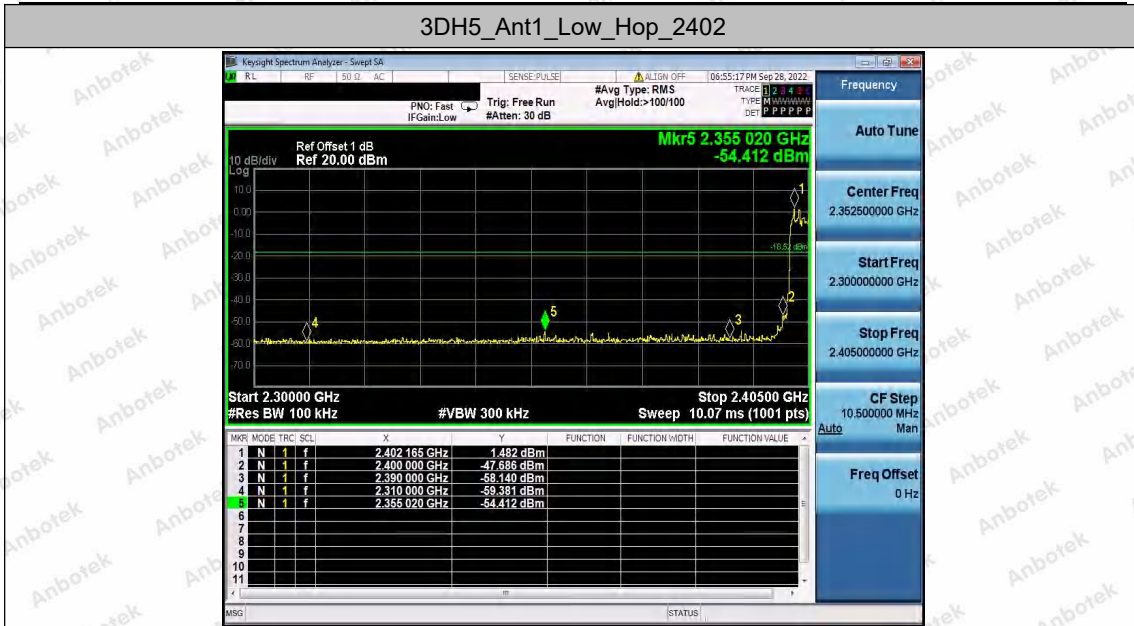 3DH5_Ant1_Low_Hop_2402
Keysight Spectrum Analyzer - Swept SA
RL RF 50 Ω AC SENSE:PULSE ALIGN OFF 06:55:17 PM Sep 28, 2022
PNO: Fast
IFGain:Low
Trig: Free Run
#Atten: 30 dB
#Avg Type: RMS
Avg|Hold:>100/100
TRACE 1 2 3 4 5 6
TYPE M WWWWW
DET P P P P P P
Frequency
Auto Tune
Center Freq
2.352500000 GHz
Start Freq
2.300000000 GHz
Stop Freq
2.405000000 GHz
CF Step
10.500000 MHz
Auto Man
Freq Offset
0 Hz
Mkr5 2.355 020 GHz
-54.412 dBm
Ref Offset 1 dB
10 dB/div Ref 20.00 dBm
Log
10.0
0.00
-10.0
-20.0
-30.0
-40.0
-50.0
-60.0
-70.0
1
-18.52 dBm
2
3
4
5
Start 2.30000 GHz Stop 2.40500 GHz
#Res BW 100 kHz #VBW 300 kHz Sweep 10.07 ms (1001 pts)
MKR MODE TRC SCL X Y FUNCTION FUNCTION WIDTH FUNCTION VALUE
1 N 1 f 2.402 165 GHz 1.482 dBm
2 N 1 f 2.400 000 GHz -47.686 dBm
3 N 1 f 2.390 000 GHz -58.140 dBm
4 N 1 f 2.310 000 GHz -59.381 dBm
5 N 1 f 2.355 020 GHz -54.412 dBm
6
7
8
9
10
11
MSG STATUS
Anbotek